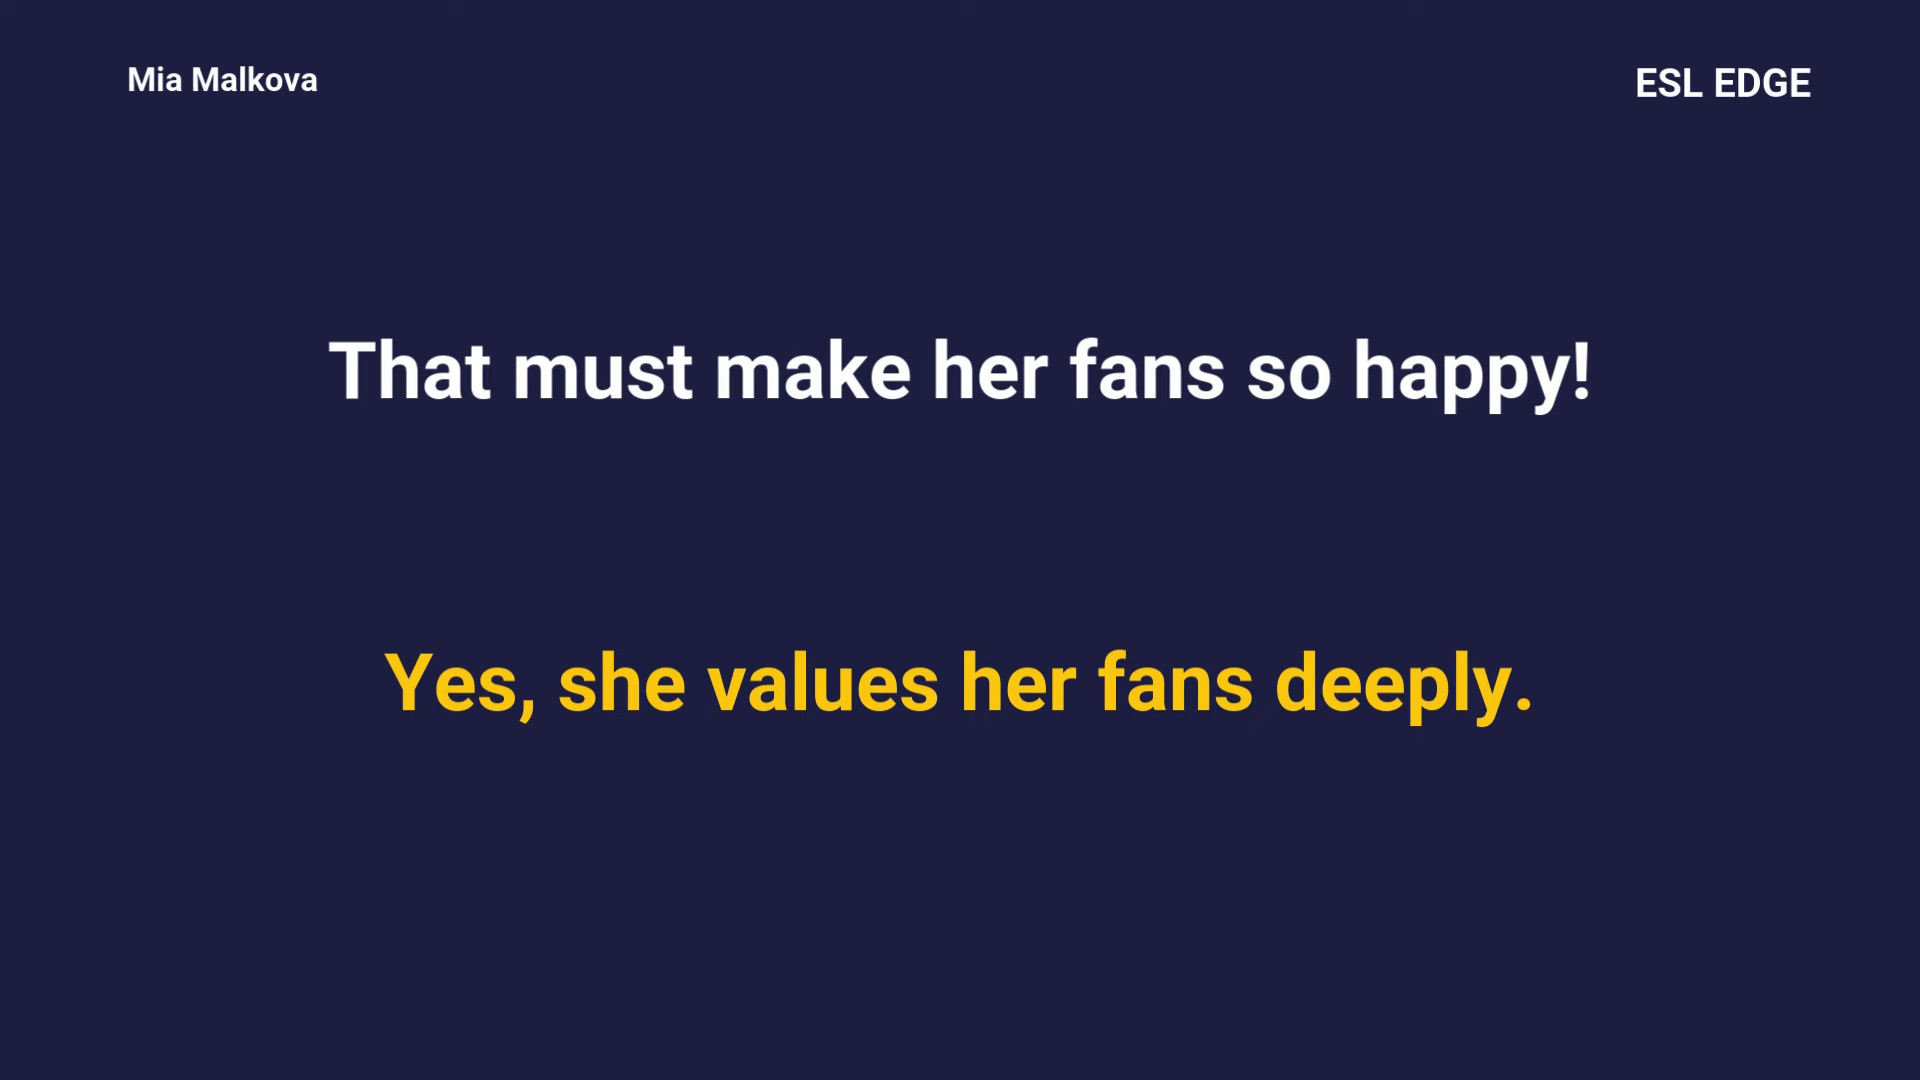 Mia Malkova
ESL EDGE
That must make her fans so happy!
Yes, she values her fans deeply.